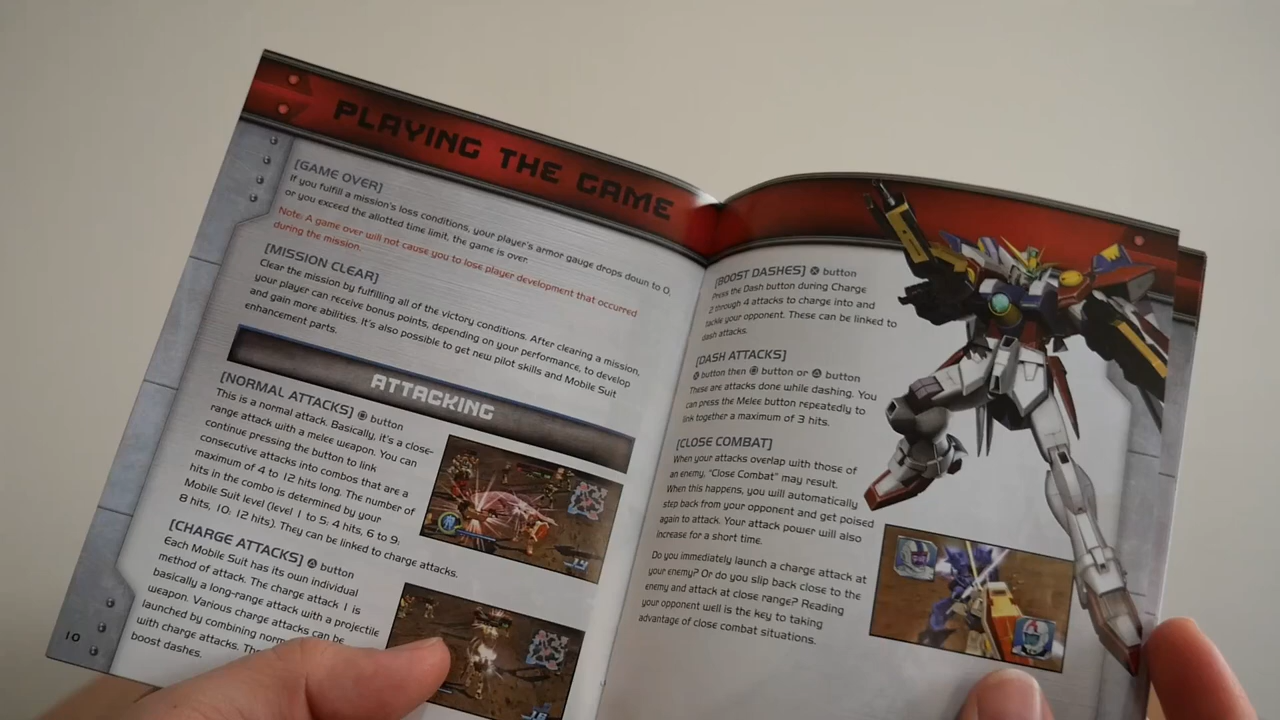 PLAYING THE GAME
[GAME OVER]
If you fulfill a mission's loss conditions, your player's armor gauge drops down to 0,
or you exceed the allotted time limit, the game is over.
Note: A game over will not cause you to lose player development that occurred
during the mission.
[MISSION CLEAR]
Clear the mission by fulfilling all of the victory conditions. After clearing a mission,
your player can receive bonus points, depending on your performance, to develop
and gain more abilities. It's also possible to get new pilot skills and Mobile Suit
enhancement parts.
ATTACKING
[NORMAL ATTACKS] button
This is a normal attack. Basically, it's a close-
range attack with a melee weapon. You can
continue pressing the button to link
consecutive attacks into combos that are a
maximum of 4 to 12 hits long. The number of
hits in the combo is determined by your
Mobile Suit level (level 1 to 5: 4 hits, 6 to 9:
8 hits, 10: 12 hits). They can be linked to charge attacks.
[CHARGE ATTACKS] button
Each Mobile Suit has its own individual
method of attack. The charge attack 1 is
basically a long-range attack with a projectile
weapon. Various charge attacks can be
launched by combining
with charge attacks.
boost dashes.
10
[BOOST DASHES] button
Press the Dash button during Charge
2 through 4 attacks to charge into and
tackle your opponent. These can be linked to
dash attacks.
[DASH ATTACKS]
button then button or button
These are attacks done while dashing. You
can press the Melee button repeatedly to
link together a maximum of 3 hits.
[CLOSE COMBAT]
When your attacks overlap with those of
an enemy, "Close Combat" may result.
When this happens, you will automatically
step back from your opponent and get poised
again to attack. Your attack power will also
increase for a short time.
Do you immediately launch a charge attack at
your enemy? Or do you slip back close to the
enemy and attack at close range? Reading
your opponent well is the key to taking
advantage of close combat situations.